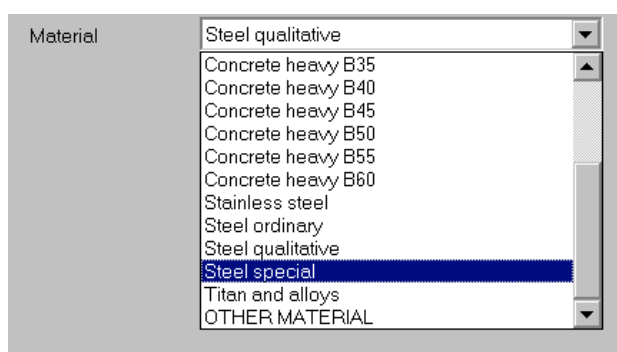 Material
Steel qualitative
Concrete heavy B35
Concrete heavy B40
Concrete heavy B45
Concrete heavy B50
Concrete heavy B55
Concrete heavy B60
Stainless steel
Steel ordinary
Steel qualitative
Steel special
Titan and alloys
OTHER MATERIAL